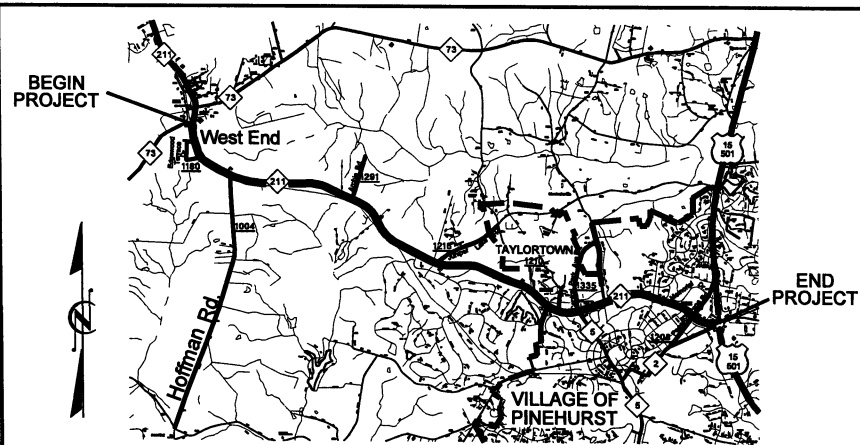 211
73
BEGIN
PROJECT
73
West End
15
501
73
1180
211
1291
1004
1216
TAYLORTOWN
1210
1335
211
END
PROJECT
Hoffman Rd.
5
2
15
501
VILLAGE OF
PINEHURST
5